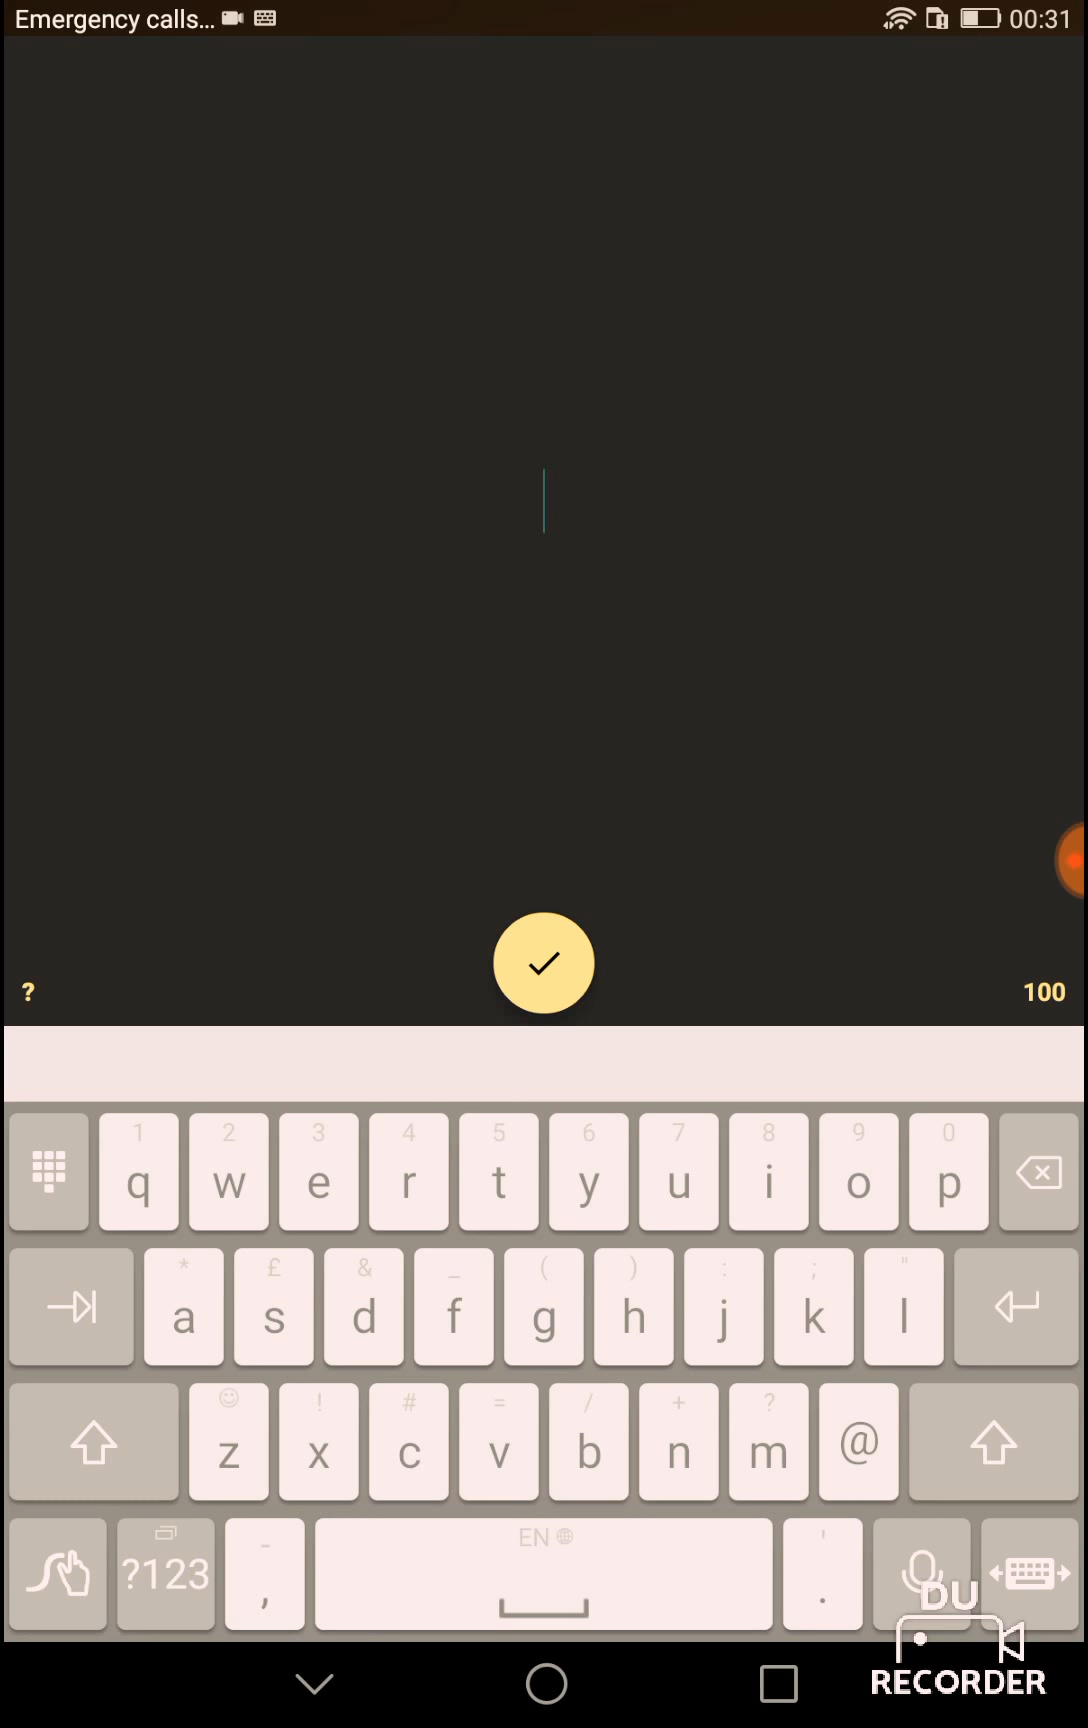 Emergency calls... 00:31
? 100
1 2 3 4 5 6 7 8 9 0
q w e r t y u i o p
* £ & _ ( ) : ; "
a s d f g h j k l
! # = / + ?
z x c v b n m @
- EN '
?123 , .
DU
RECORDER